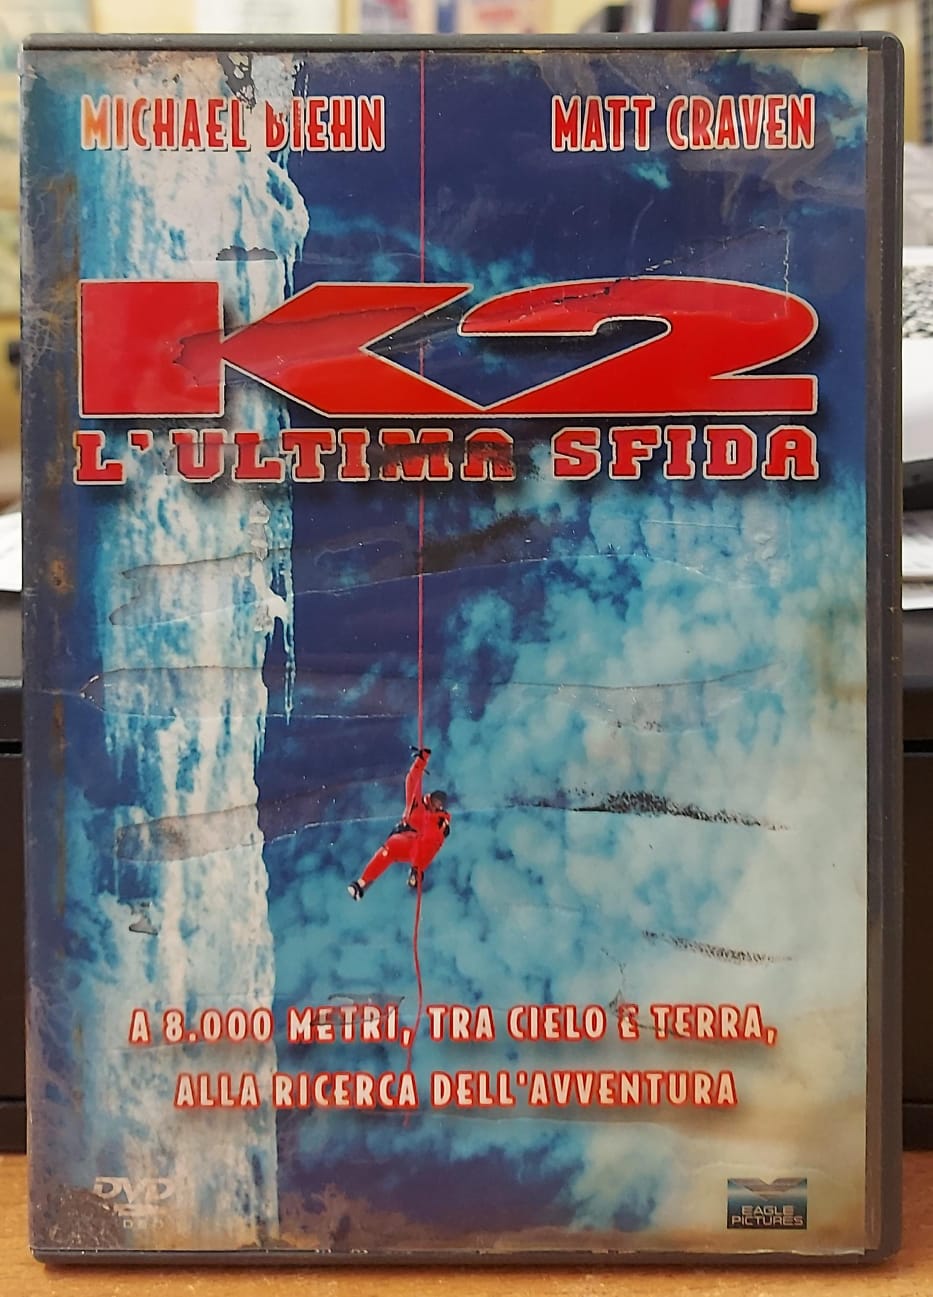 MICHAEL BIEHN
MATT CRAVEN
K2
L'ULTIMA SFIDA
A 8.000 METRI, TRA CIELO E TERRA,
ALLA RICERCA DELL'AVVENTURA
DVD
EAGLE
PICTURES